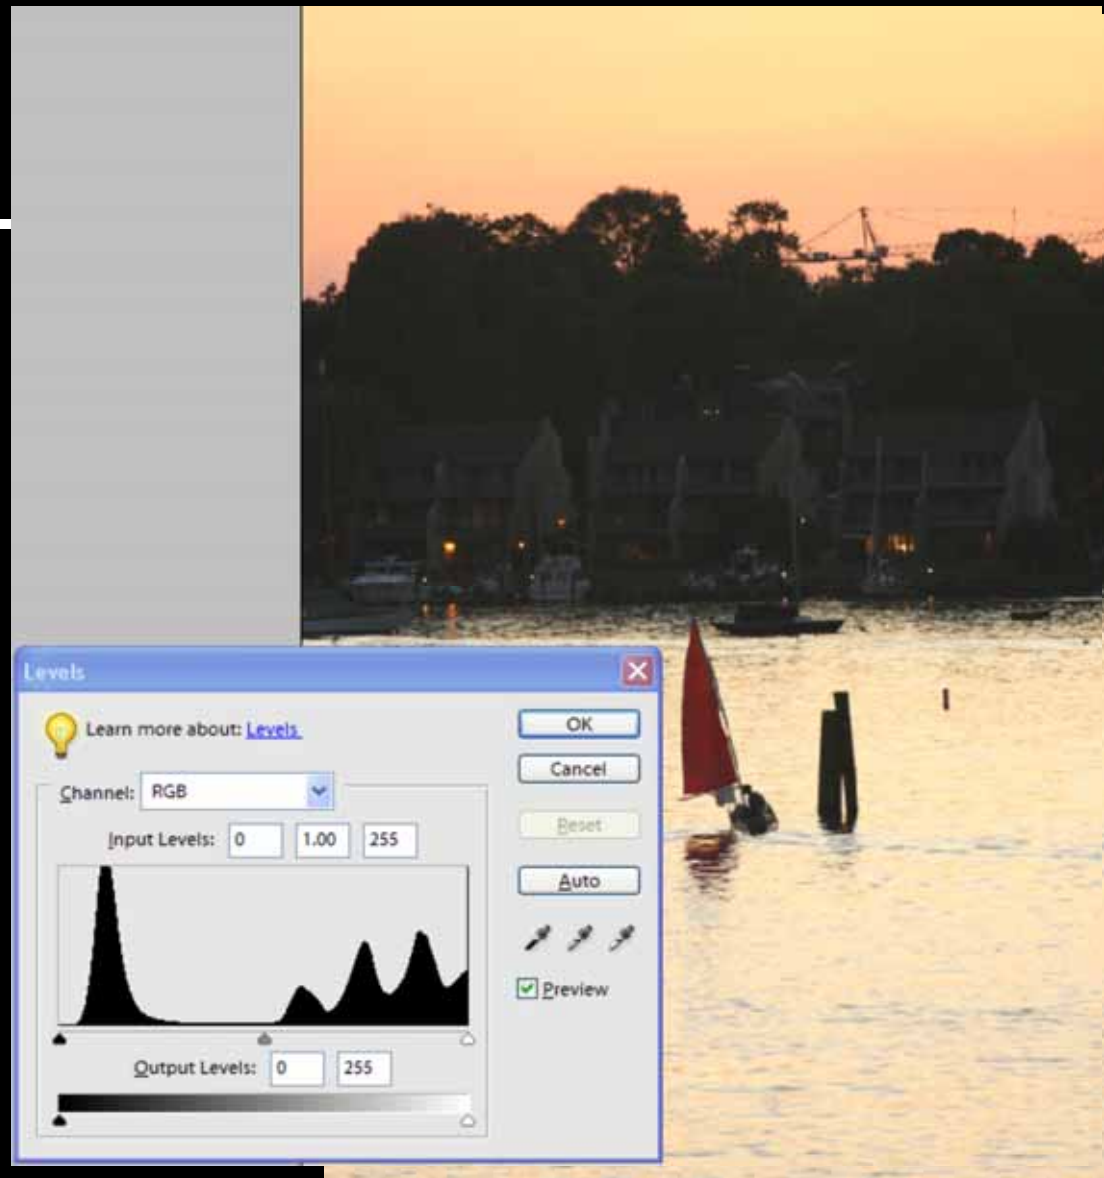 Levels
Learn more about: Levels
OK
Cancel
Channel: RGB
Reset
Input Levels: 0 1.00 255
Auto
Preview
Output Levels: 0 255